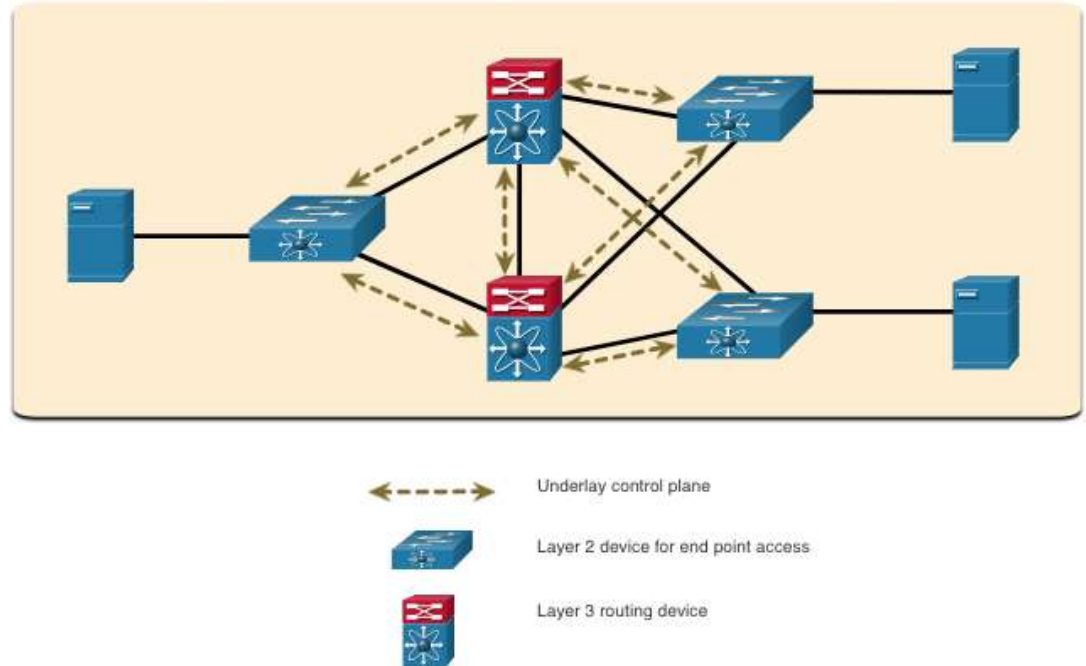 Underlay control plane
Layer 2 device for end point access
Layer 3 routing device